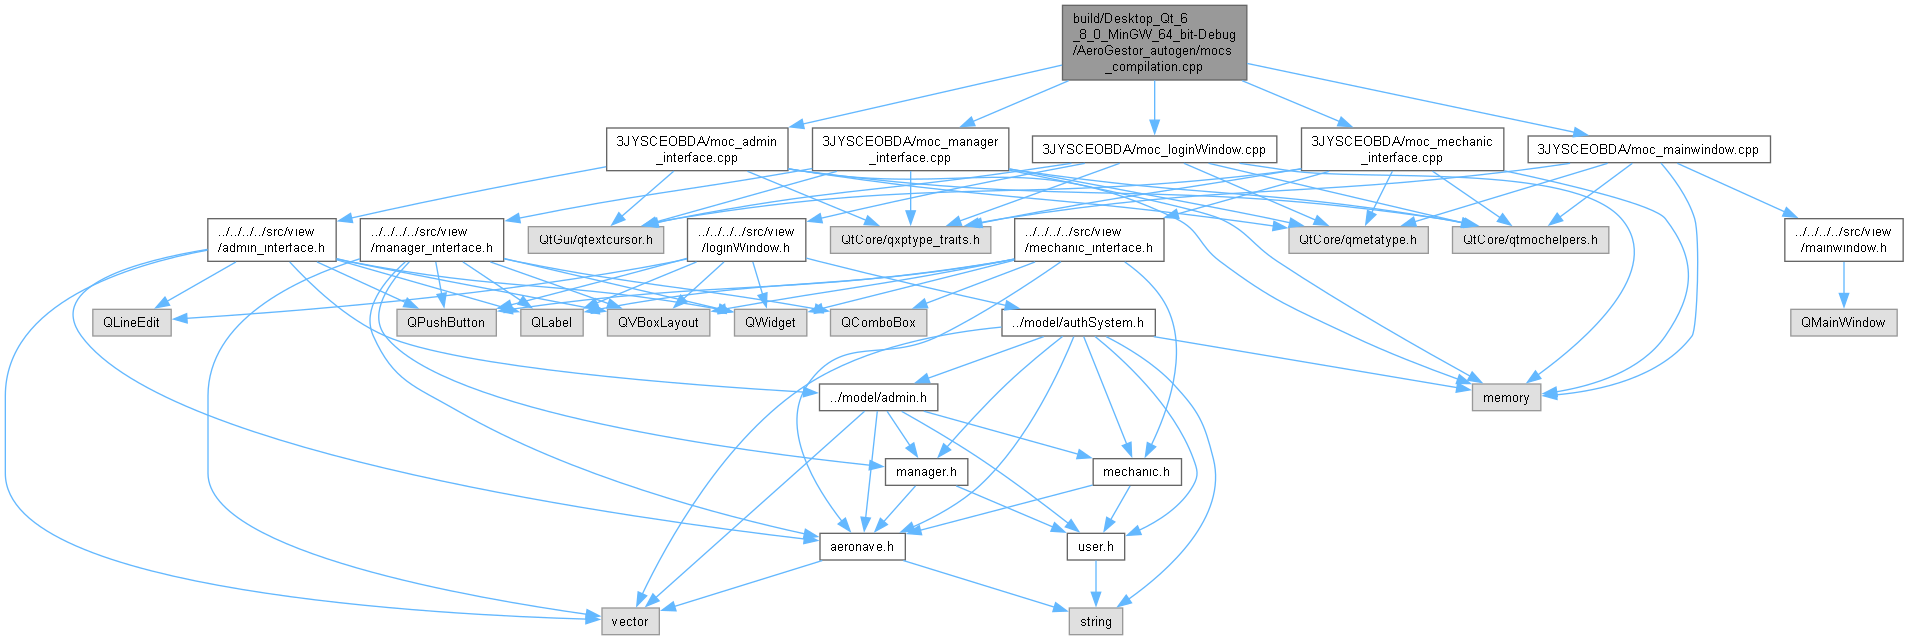 build/Desktop_Qt_6
_8_0_MinGW_64_bit-Debug
/AeroGestor_autogen/mocs
_compilation.cpp
3JYSCEOBDA/moc_admin
_interface.cpp
3JYSCEOBDA/moc_manager
_interface.cpp
3JYSCEOBDA/moc_loginWindow.cpp
3JYSCEOBDA/moc_mechanic
_interface.cpp
3JYSCEOBDA/moc_mainwindow.cpp
../../../../src/view
/admin_interface.h
../../../../src/view
/manager_interface.h
QtGui/qtextcursor.h
../../../../src/view
/loginWindow.h
QtCore/qxptype_traits.h
../../../../src/view
/mechanic_interface.h
QtCore/qmetatype.h
QtCore/qtmochelpers.h
../../../../src/view
/mainwindow.h
QLineEdit
QPushButton
QLabel
QVBoxLayout
QWidget
QComboBox
../model/authSystem.h
QMainWindow
../model/admin.h
memory
manager.h
mechanic.h
aeronave.h
user.h
vector
string